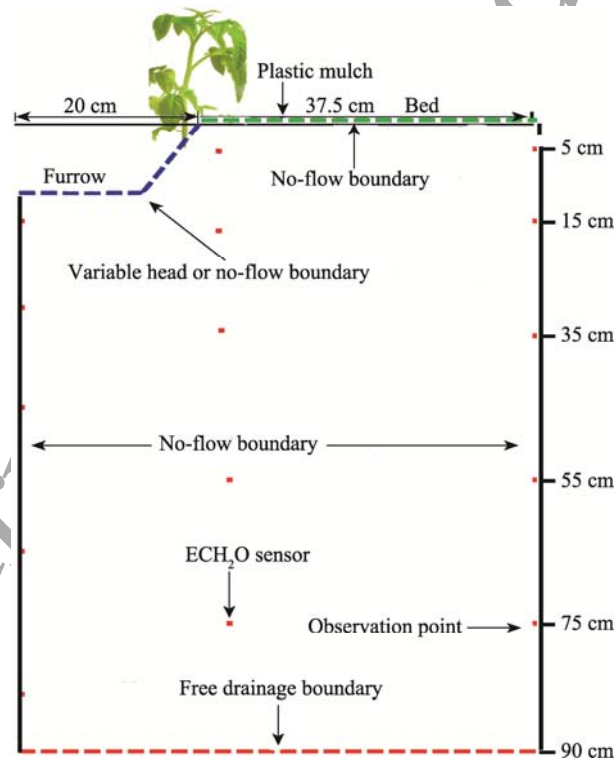 Plastic mulch
20 cm
37.5 cm
Bed
5 cm
Furrow
No-flow boundary
15 cm
Variable head or no-flow boundary
35 cm
No-flow boundary
55 cm
ECH₂O sensor
75 cm
Observation point
Free drainage boundary
90 cm